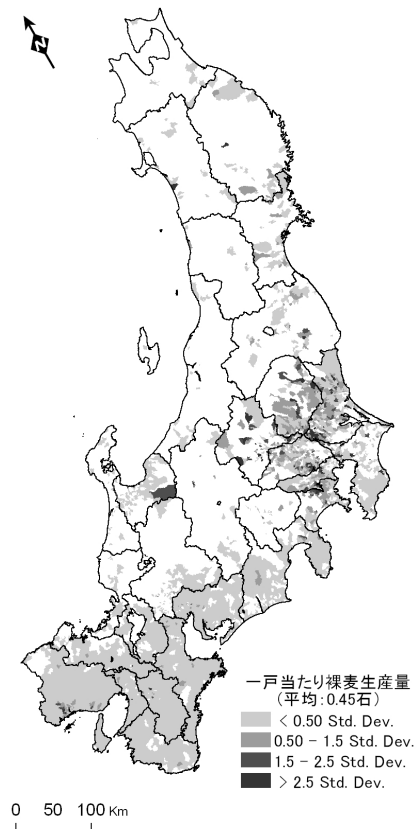 N
一戸当たり裸麦生産量
（平均：0.45石）
< 0.50 Std. Dev.
0.50 - 1.5 Std. Dev.
1.5 - 2.5 Std. Dev.
> 2.5 Std. Dev.
0 50 100 Km